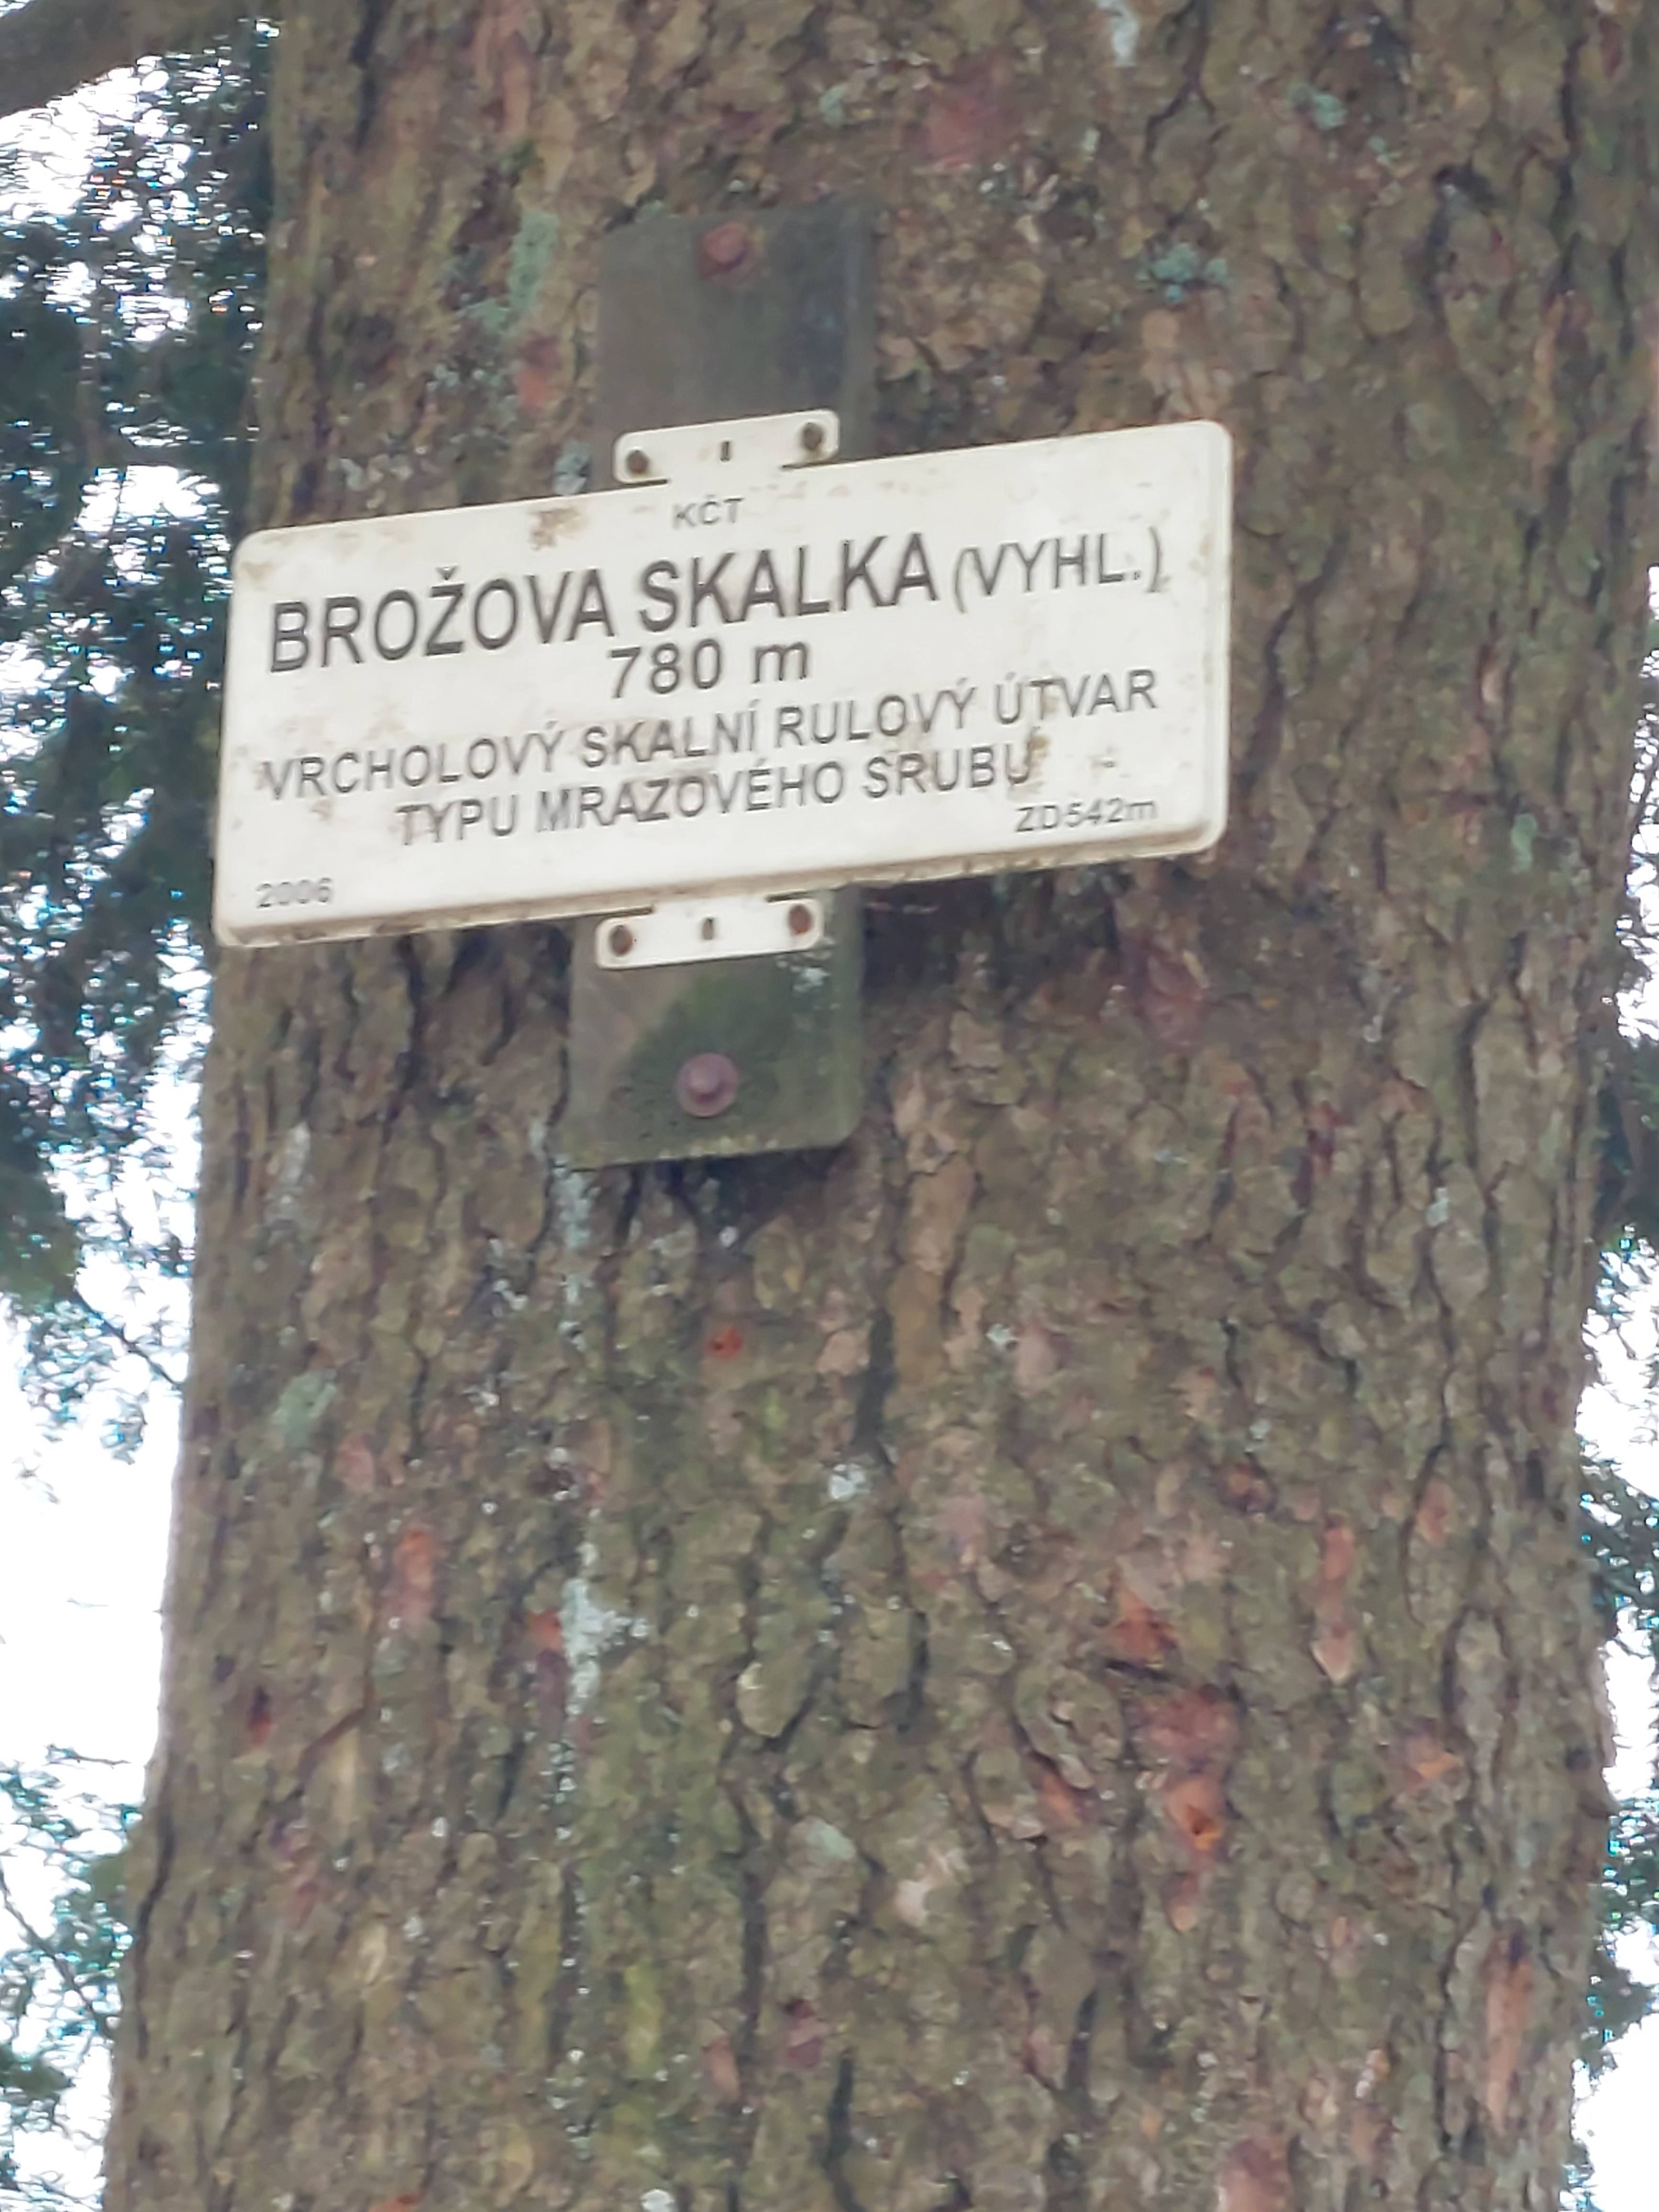 KČT
BROŽOVA SKALKA (VYHL.)
780 m
VRCHOLOVÝ SKALNÍ RULOVÝ ÚTVAR
TYPU MRAZOVÉHO SRUBU
ZD542m
2006